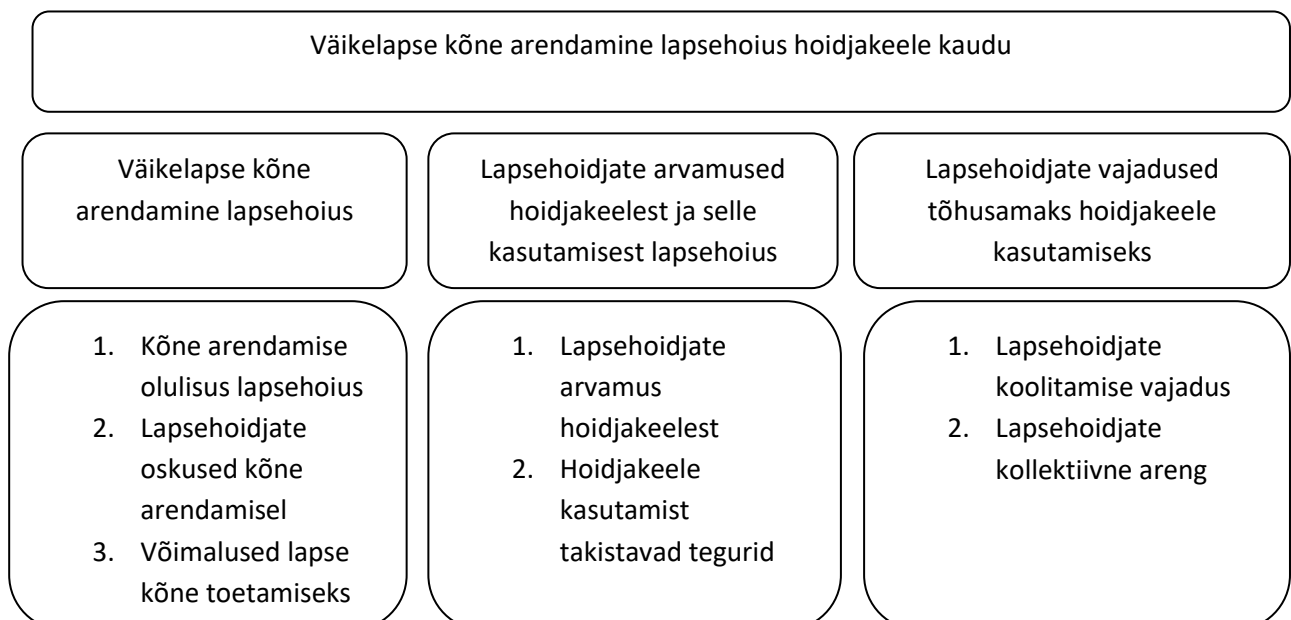 Väikelapse kõne arendamine lapsehoius hoidjakeele kaudu
Väikelapse kõne
arendamine lapsehoius
Lapsehoidjate arvamused
hoidjakeelest ja selle
kasutamisest lapsehoius
Lapsehoidjate vajadused
tõhusamaks hoidjakeele
kasutamiseks
1. Kõne arendamise
olulisus lapsehoius
2. Lapsehoidjate
oskused kõne
arendamisel
3. Võimalused lapse
kõne toetamiseks
1. Lapsehoidjate
arvamus
hoidjakeelest
2. Hoidjakeele
kasutamist
takistavad tegurid
1. Lapsehoidjate
koolitamise vajadus
2. Lapsehoidjate
kollektiivne areng